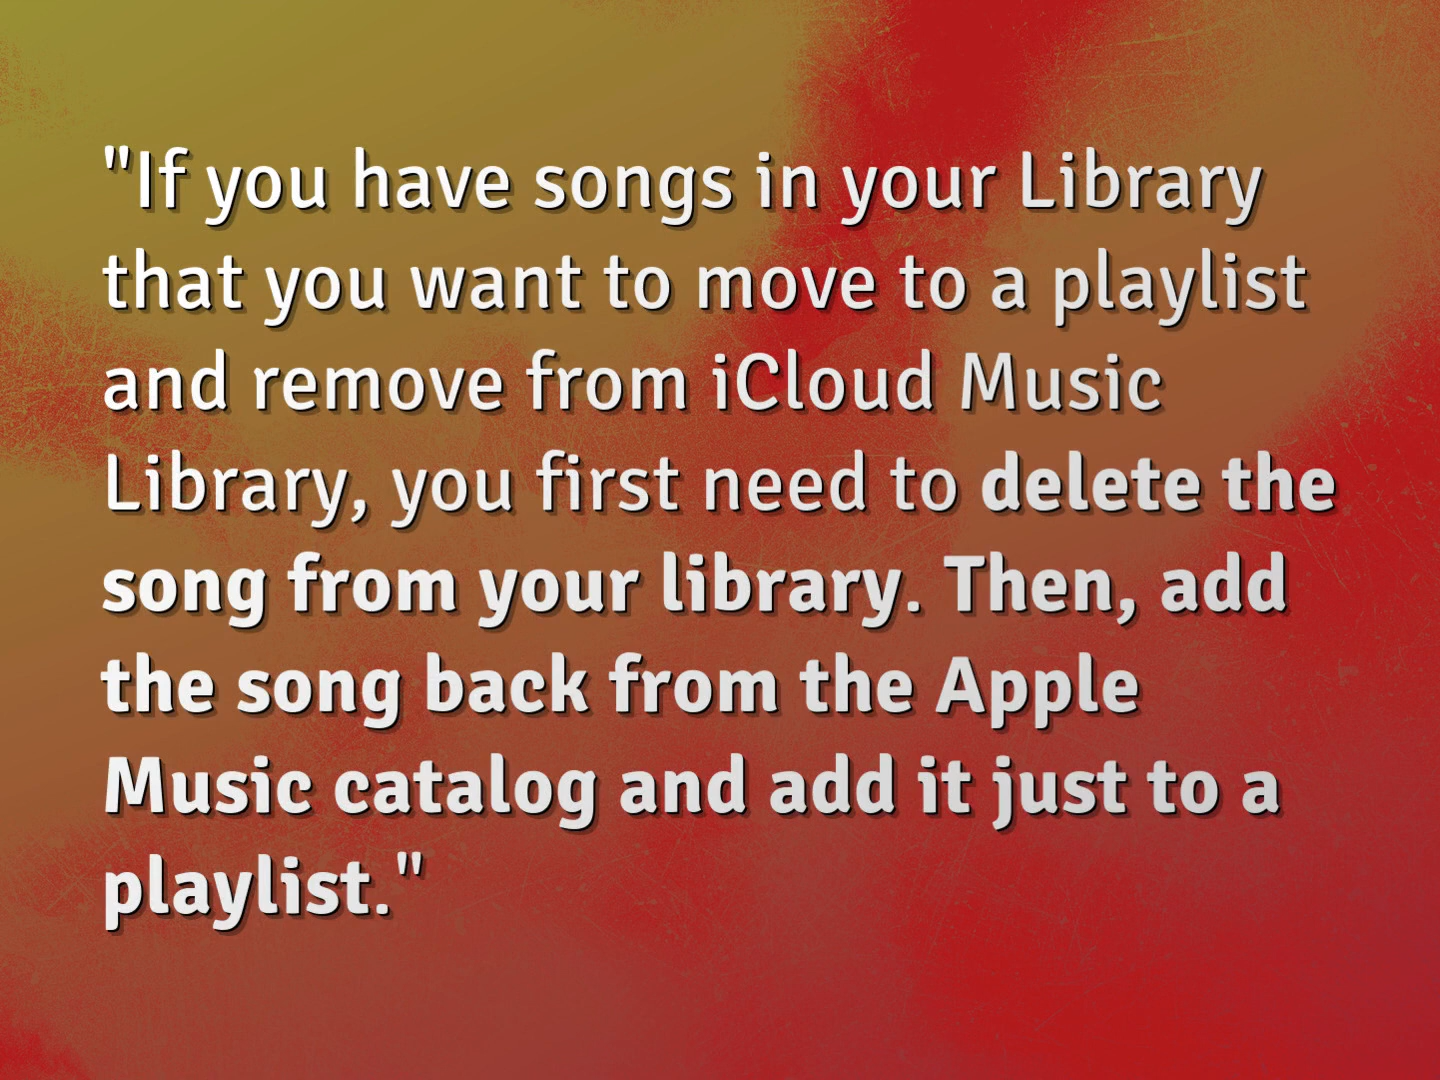 "If you have songs in your Library
that you want to move to a playlist
and remove from iCloud Music
Library, you first need to delete the
song from your library. Then, add
the song back from the Apple
Music catalog and add it just to a
playlist."